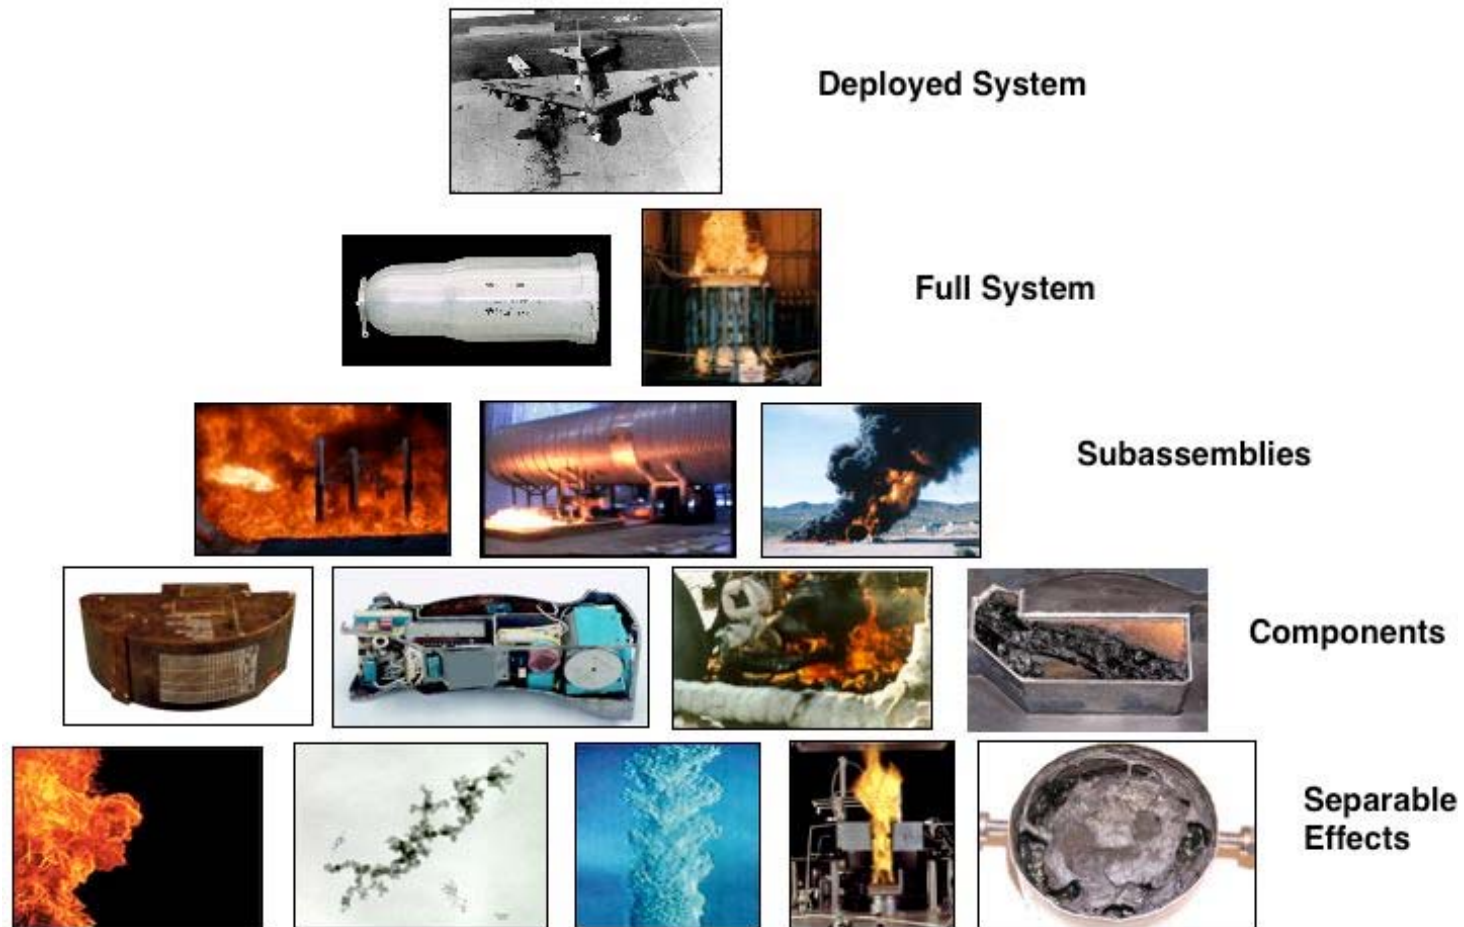 Deployed System
Full System
Subassemblies
Components
Separable
Effects